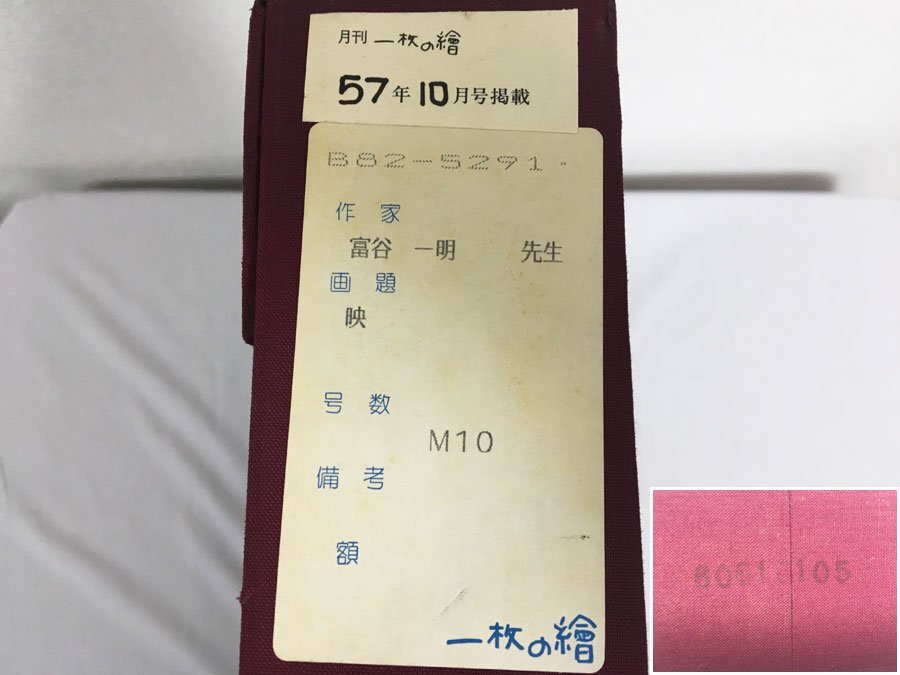 月刊 一枚の繪
57年10月号掲載
B82-5291
作家
富谷 一明 先生
画題
映
号数
M10
備考
額
一枚の繪
105